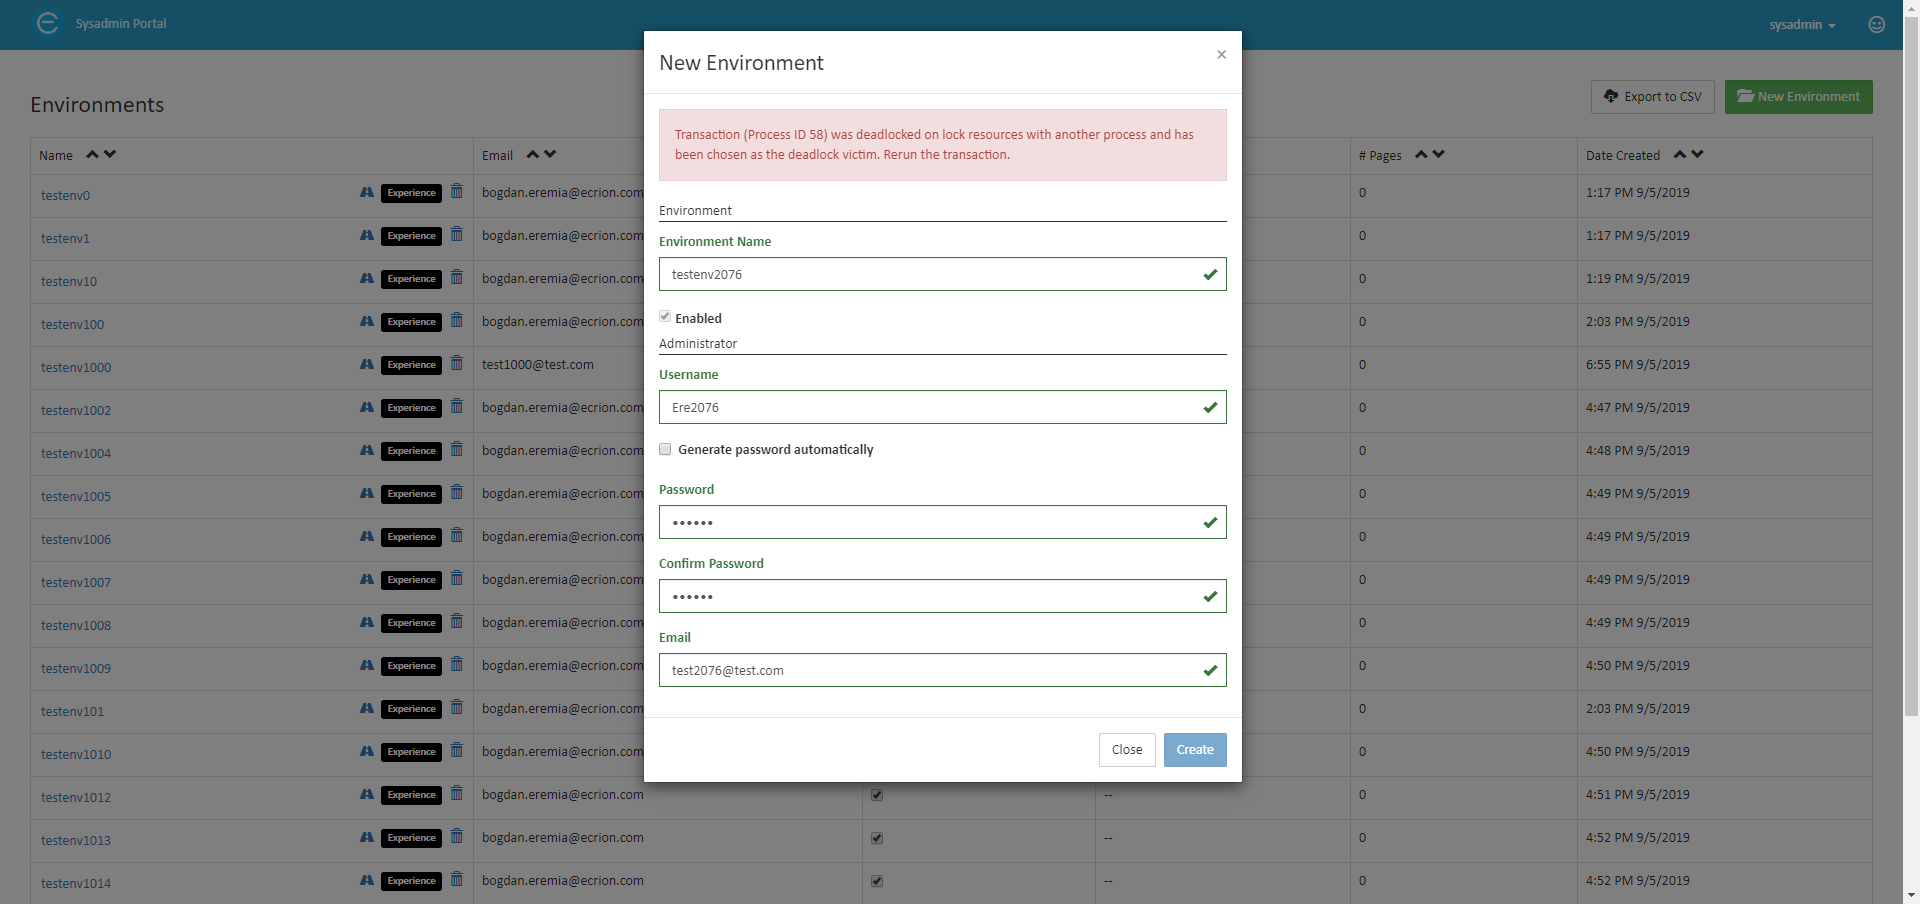 Sysadmin Portal
sysadmin
Environments
Export to CSV
New Environment
Name
Email
# Pages
Date Created
testenv0 Experience bogdan.eremia@ecrion.com 0 1:17 PM 9/5/2019
testenv1 Experience bogdan.eremia@ecrion.com 0 1:17 PM 9/5/2019
testenv10 Experience bogdan.eremia@ecrion.com 0 1:19 PM 9/5/2019
testenv100 Experience bogdan.eremia@ecrion.com 0 2:03 PM 9/5/2019
testenv1000 Experience test1000@test.com 0 6:55 PM 9/5/2019
testenv1002 Experience bogdan.eremia@ecrion.com 0 4:47 PM 9/5/2019
testenv1004 Experience bogdan.eremia@ecrion.com 0 4:48 PM 9/5/2019
testenv1005 Experience bogdan.eremia@ecrion.com 0 4:49 PM 9/5/2019
testenv1006 Experience bogdan.eremia@ecrion.com 0 4:49 PM 9/5/2019
testenv1007 Experience bogdan.eremia@ecrion.com 0 4:49 PM 9/5/2019
testenv1008 Experience bogdan.eremia@ecrion.com 0 4:49 PM 9/5/2019
testenv1009 Experience bogdan.eremia@ecrion.com 0 4:50 PM 9/5/2019
testenv101 Experience bogdan.eremia@ecrion.com 0 2:03 PM 9/5/2019
testenv1010 Experience bogdan.eremia@ecrion.com 0 4:50 PM 9/5/2019
testenv1012 Experience bogdan.eremia@ecrion.com -- 0 4:51 PM 9/5/2019
testenv1013 Experience bogdan.eremia@ecrion.com -- 0 4:52 PM 9/5/2019
testenv1014 Experience bogdan.eremia@ecrion.com -- 0 4:52 PM 9/5/2019
New Environment ×
Transaction (Process ID 58) was deadlocked on lock resources with another process and has
been chosen as the deadlock victim. Rerun the transaction.
Environment
Environment Name
testenv2076
Enabled
Administrator
Username
Ere2076
Generate password automatically
Password
••••••
Confirm Password
••••••
Email
test2076@test.com
Close
Create